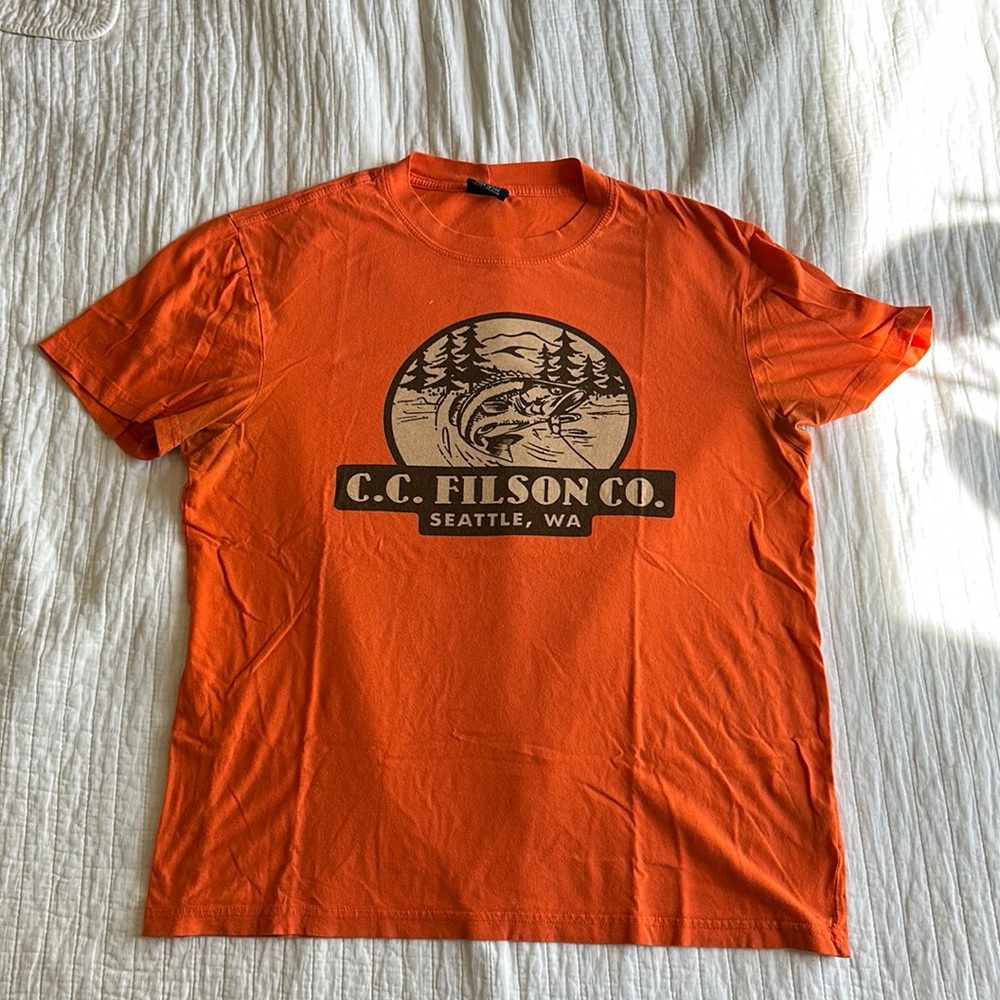 C.C. FILSON CO.
SEATTLE, WA